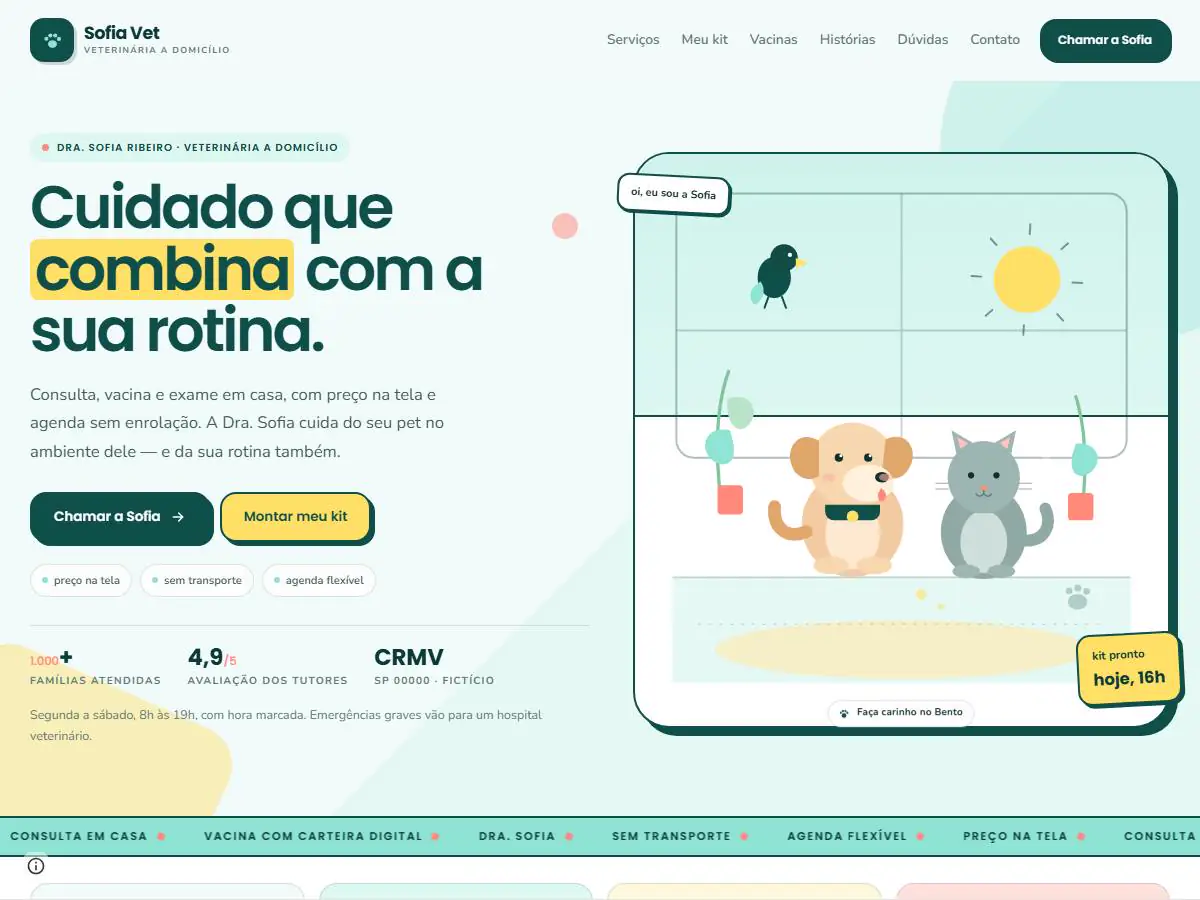 Sofia Vet
VETERINÁRIA A DOMICÍLIO
Serviços
Meu kit
Vacinas
Histórias
Dúvidas
Contato
Chamar a Sofia
DRA. SOFIA RIBEIRO · VETERINÁRIA A DOMICÍLIO
Cuidado que
combina com a
sua rotina.
Consulta, vacina e exame em casa, com preço na tela e
agenda sem enrolação. A Dra. Sofia cuida do seu pet no
ambiente dele — e da sua rotina também.
Chamar a Sofia →
Montar meu kit
preço na tela
sem transporte
agenda flexível
1.000+
FAMÍLIAS ATENDIDAS
4,9/5
AVALIAÇÃO DOS TUTORES
CRMV
SP 00000 · FICTÍCIO
Segunda a sábado, 8h às 19h, com hora marcada. Emergências graves vão para um hospital
veterinário.
oi, eu sou a Sofia
kit pronto
hoje, 16h
Faça carinho no Bento
CONSULTA EM CASA
VACINA COM CARTEIRA DIGITAL
DRA. SOFIA
SEM TRANSPORTE
AGENDA FLEXÍVEL
PREÇO NA TELA
CONSULTA